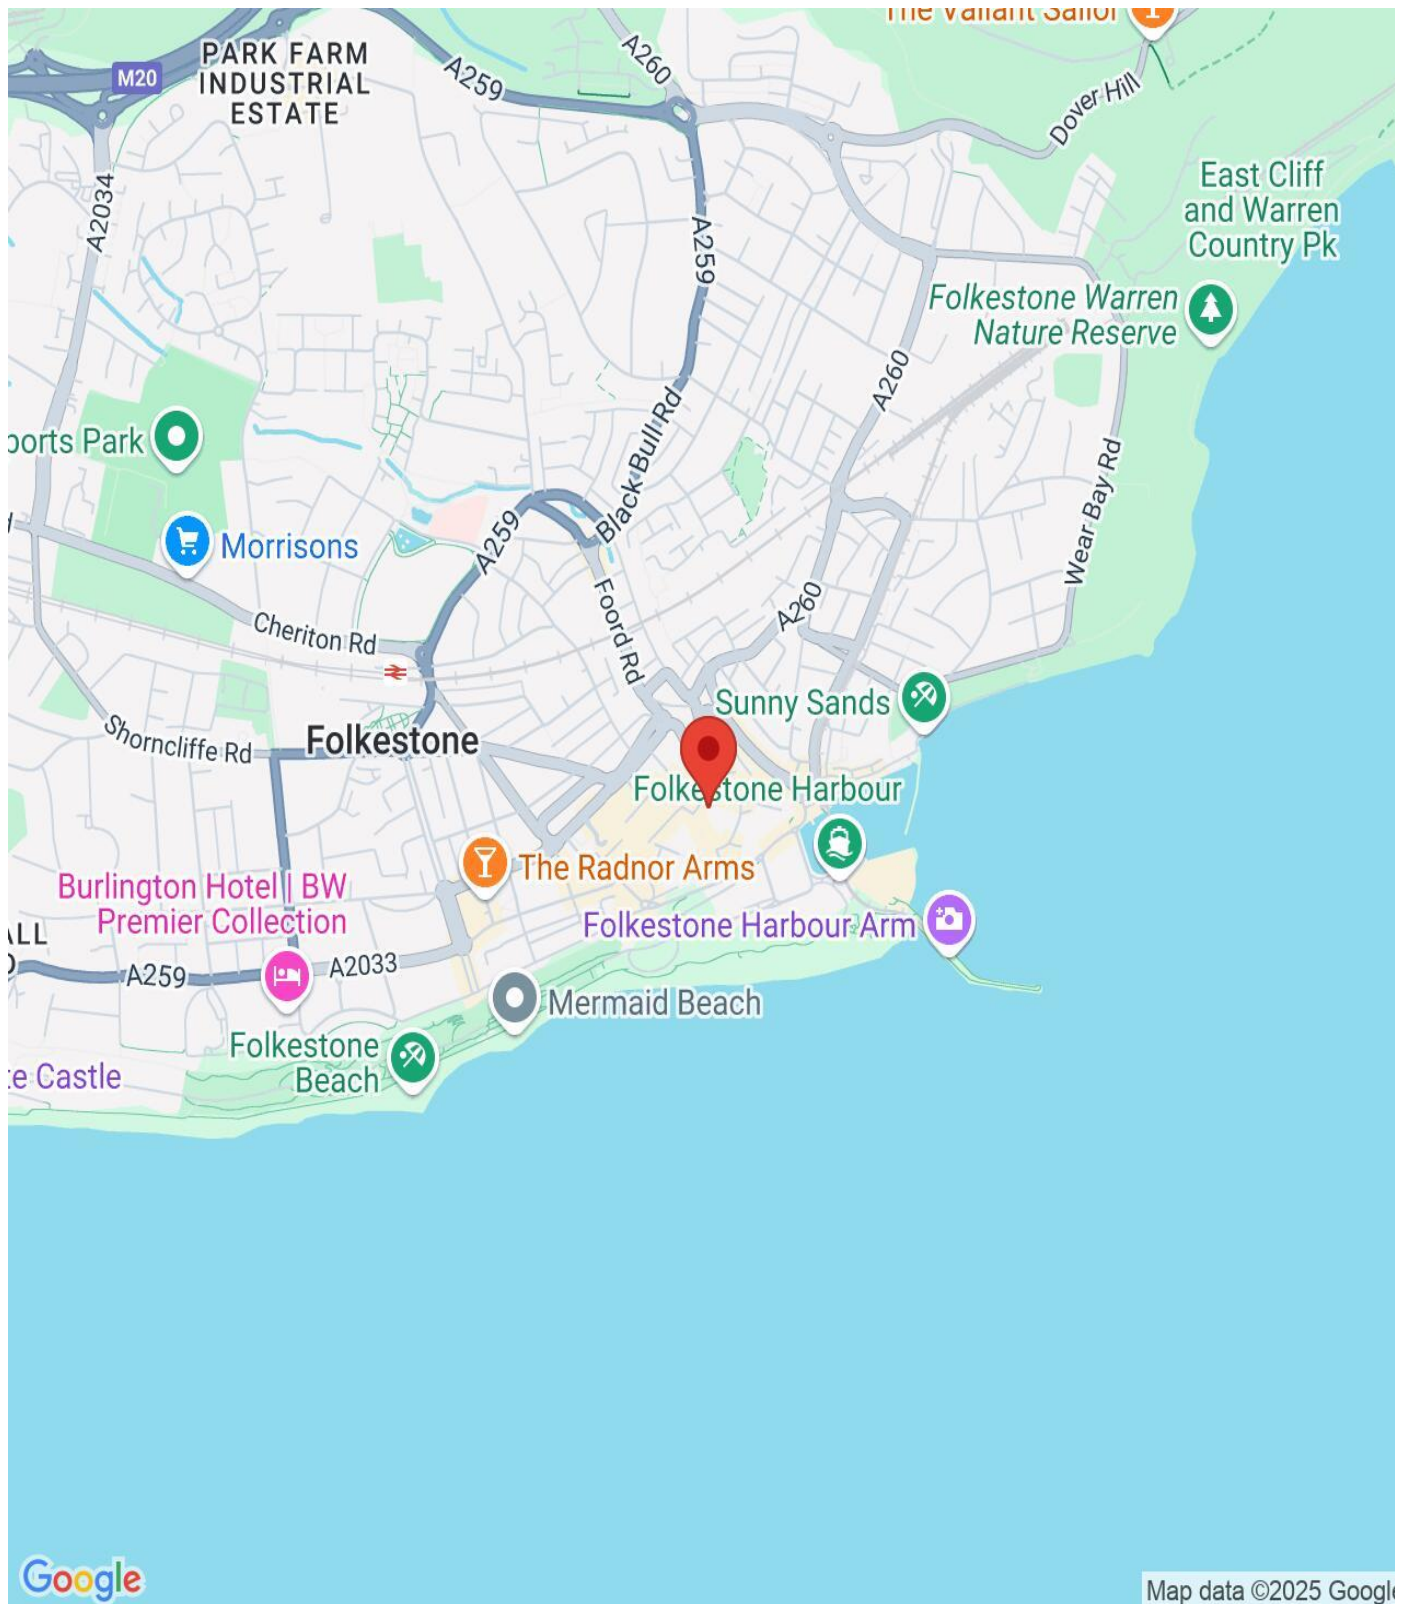 The Valiant Sailor
PARK FARM
INDUSTRIAL
ESTATE
M20
A259
A260
Dover Hill
A2034
East Cliff
and Warren
Country Pk
A259
Folkestone Warren
Nature Reserve
A260
Black Bull Rd
ports Park
Wear Bay Rd
A259
Morrisons
Foord Rd
A260
Cheriton Rd
Sunny Sands
Shorncliffe Rd
Folkestone
Folkestone Harbour
The Radnor Arms
Burlington Hotel | BW
Premier Collection
Folkestone Harbour Arm
ALL
A259
A2033
Mermaid Beach
Folkestone
Beach
te Castle
Google
Map data ©2025 Google